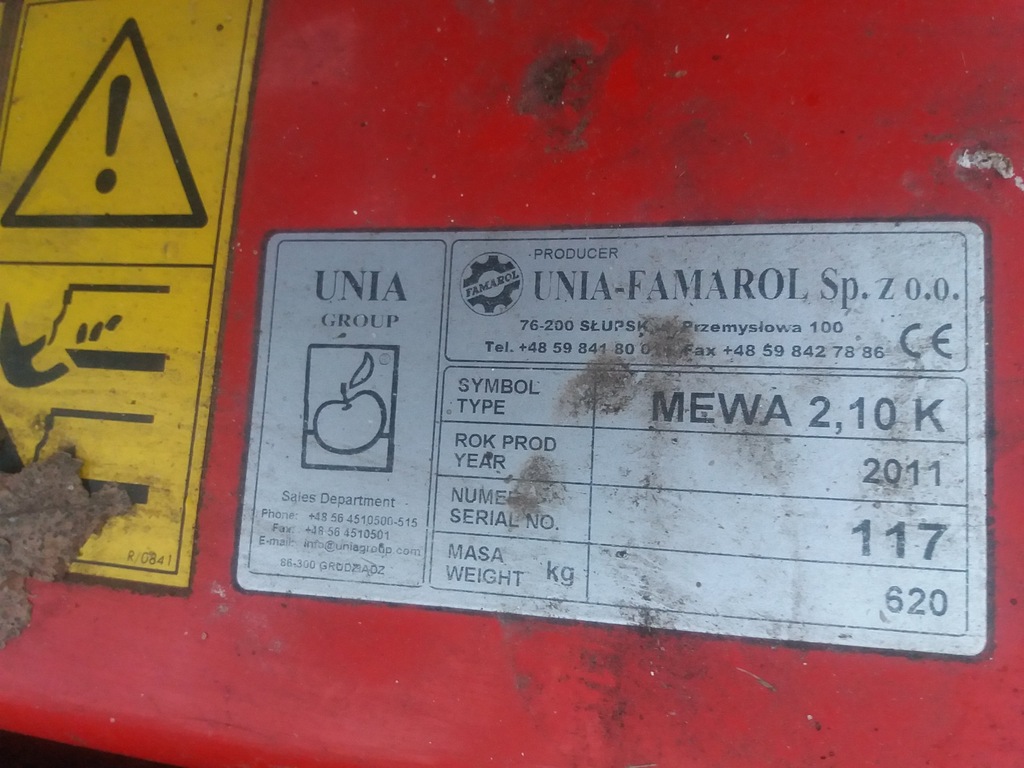 UNIA
GROUP
Sales Department
Phone: +48 56 4510500-515
Fax: +48 56 4510501
E-mail: info@uniagroup.com
86-300 GRUDZIĄDZ
FAMAROL
PRODUCER
UNIA-FAMAROL Sp. z o.o.
76-200 SŁUPSK Przemysłowa 100
Tel. +48 59 841 80 Fax +48 59 842 78 86
CE
SYMBOL
TYPE
MEWA 2,10 K
ROK PROD
YEAR
2011
SERIAL NO.
117
MASA
WEIGHT kg
620
R/0841